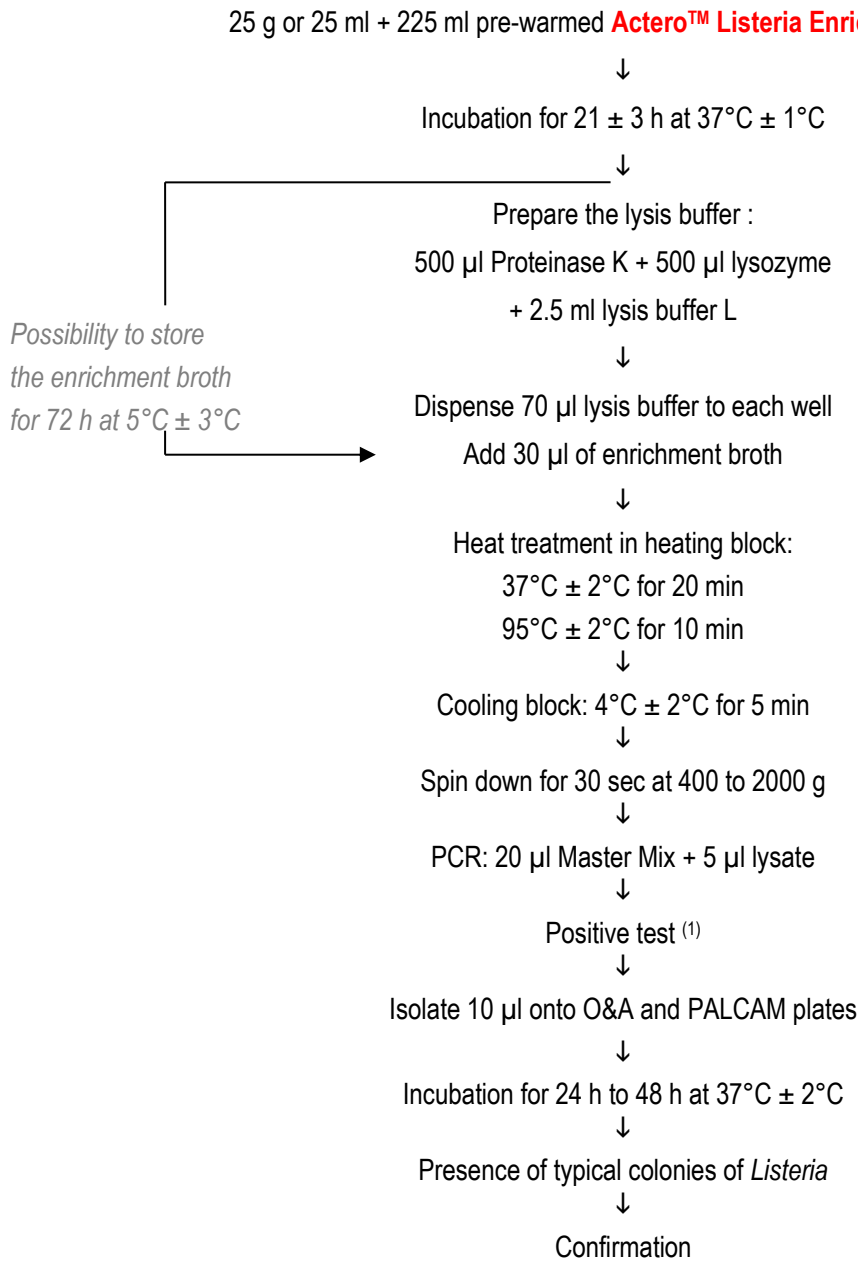 25 g or 25 ml + 225 ml pre-warmed Actero™ Listeria
↓
Incubation for 21 ± 3 h at 37°C ± 1°C
↓
Prepare the lysis buffer :
500 µl Proteinase K + 500 µl lysozyme
+ 2.5 ml lysis buffer L
↓
Possibility to store
the enrichment broth
for 72 h at 5°C ± 3°C
Dispense 70 µl lysis buffer to each well
Add 30 µl of enrichment broth
↓
Heat treatment in heating block:
37°C ± 2°C for 20 min
95°C ± 2°C for 10 min
↓
Cooling block: 4°C ± 2°C for 5 min
↓
Spin down for 30 sec at 400 to 2000 g
↓
PCR: 20 µl Master Mix + 5 µl lysate
↓
Positive test (1)
↓
Isolate 10 µl onto O&A and PALCAM plates
↓
Incubation for 24 h to 48 h at 37°C ± 2°C
↓
Presence of typical colonies of Listeria
↓
Confirmation